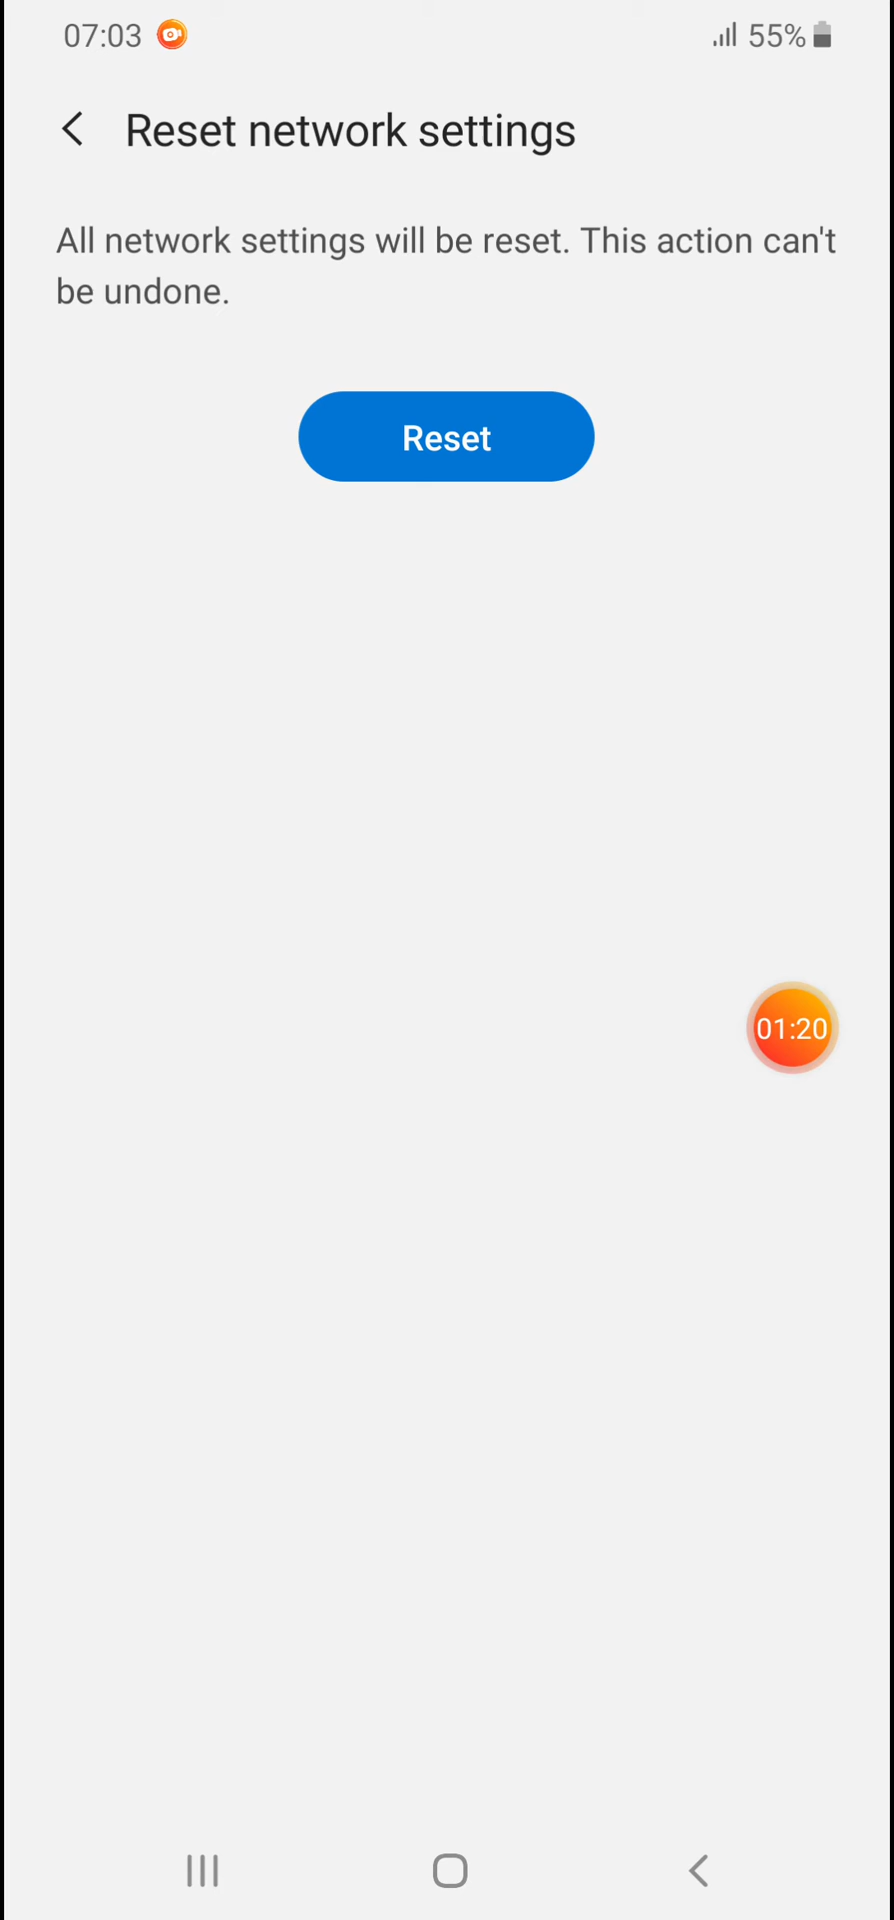 07:03 55%
Reset network settings
All network settings will be reset. This action can't
be undone.
Reset
01:20